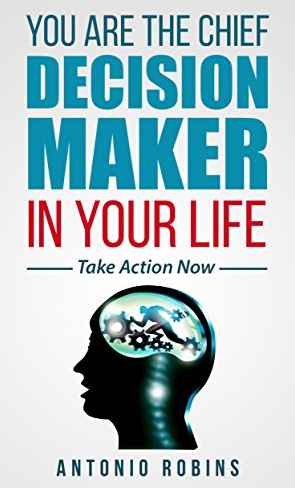 YOU ARE THE CHIEF
DECISION
MAKER
IN YOUR LIFE
Take Action Now
ANTONIO ROBINS